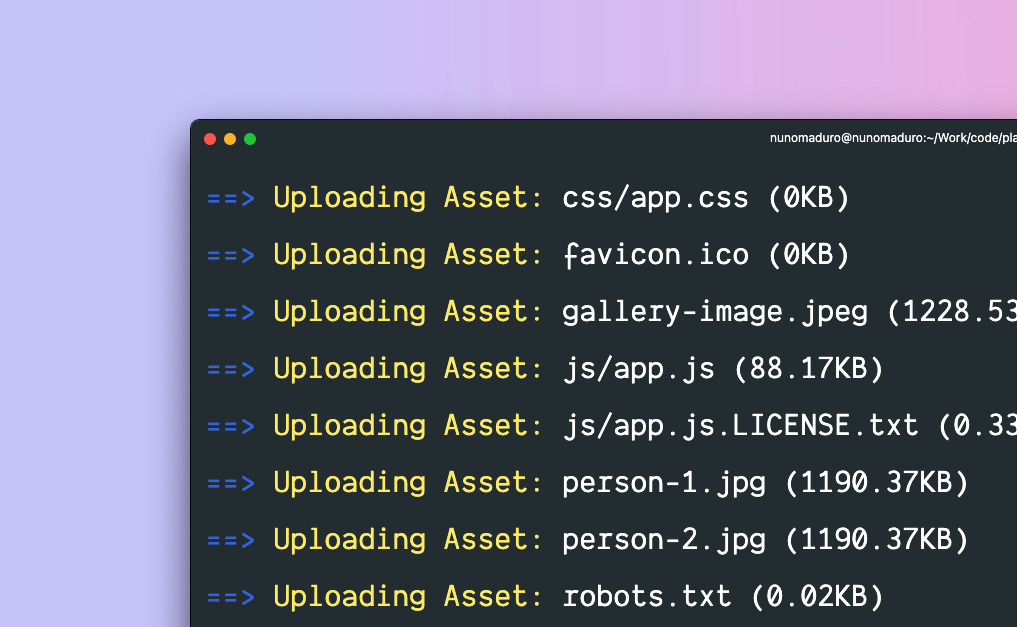 nunomaduro@nunomaduro:~/Work/code/pla
==> Uploading Asset: css/app.css (0KB)
==> Uploading Asset: favicon.ico (0KB)
==> Uploading Asset: gallery-image.jpeg (1228.53
==> Uploading Asset: js/app.js (88.17KB)
==> Uploading Asset: js/app.js.LICENSE.txt (0.33
==> Uploading Asset: person-1.jpg (1190.37KB)
==> Uploading Asset: person-2.jpg (1190.37KB)
==> Uploading Asset: robots.txt (0.02KB)